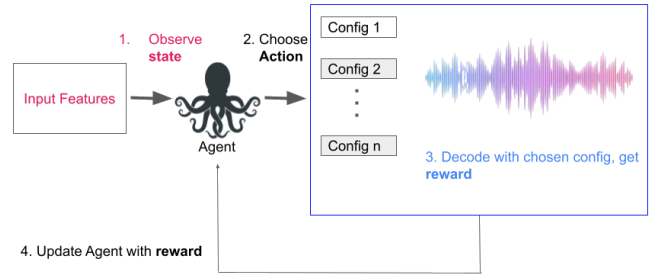 1. Observe
state
2. Choose
Action
Input Features
Agent
Config 1
Config 2
Config n
3. Decode with chosen config, get
reward
4. Update Agent with reward